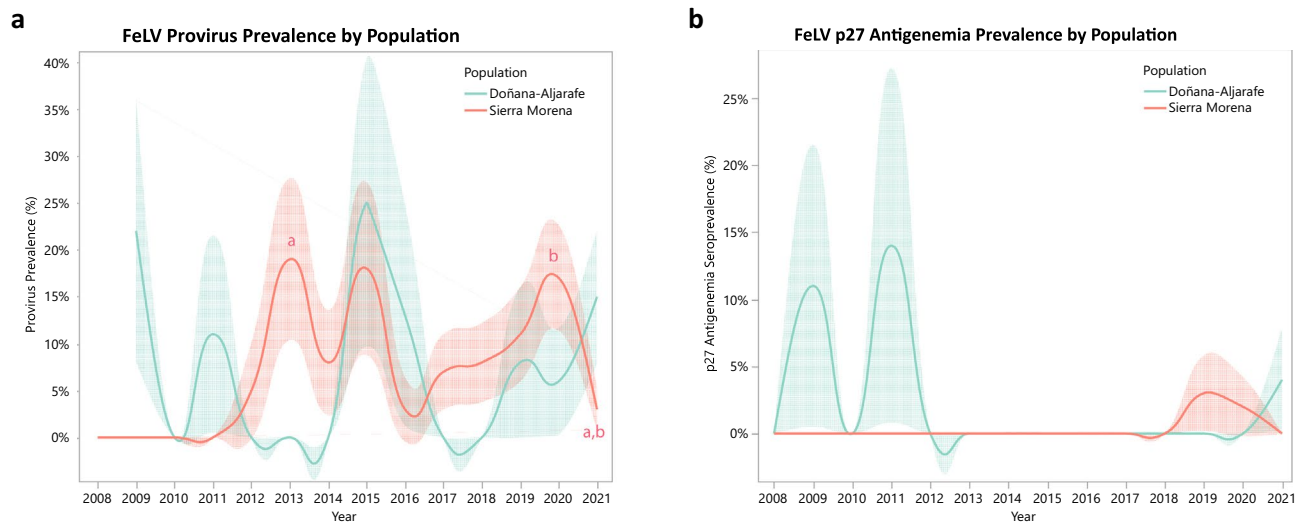 a
FeLV Provirus Prevalence by Population
40%
35%
30%
25%
20%
15%
10%
5%
0%
Provirus Prevalence (%)
Population
Doñana-Aljarafe
Sierra Morena
a
b
a,b
2008 2009 2010 2011 2012 2013 2014 2015 2016 2017 2018 2019 2020 2021
Year
b
FeLV p27 Antigenemia Prevalence by Population
25%
20%
15%
10%
5%
0%
p27 Antigenemia Seroprevalence (%)
Population
Doñana-Aljarafe
Sierra Morena
2008 2009 2010 2011 2012 2013 2014 2015 2016 2017 2018 2019 2020 2021
Year